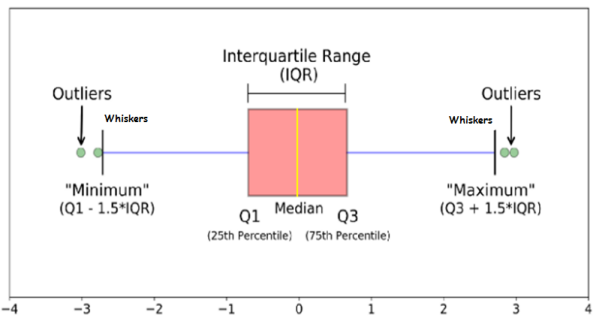 Interquartile Range
(IQR)
Outliers
Outliers
Whiskers
Whiskers
"Minimum"
(Q1 - 1.5*IQR)
"Maximum"
(Q3 + 1.5*IQR)
Q1
Median
Q3
(25th Percentile)
(75th Percentile)
−4 −3 −2 −1 0 1 2 3 4